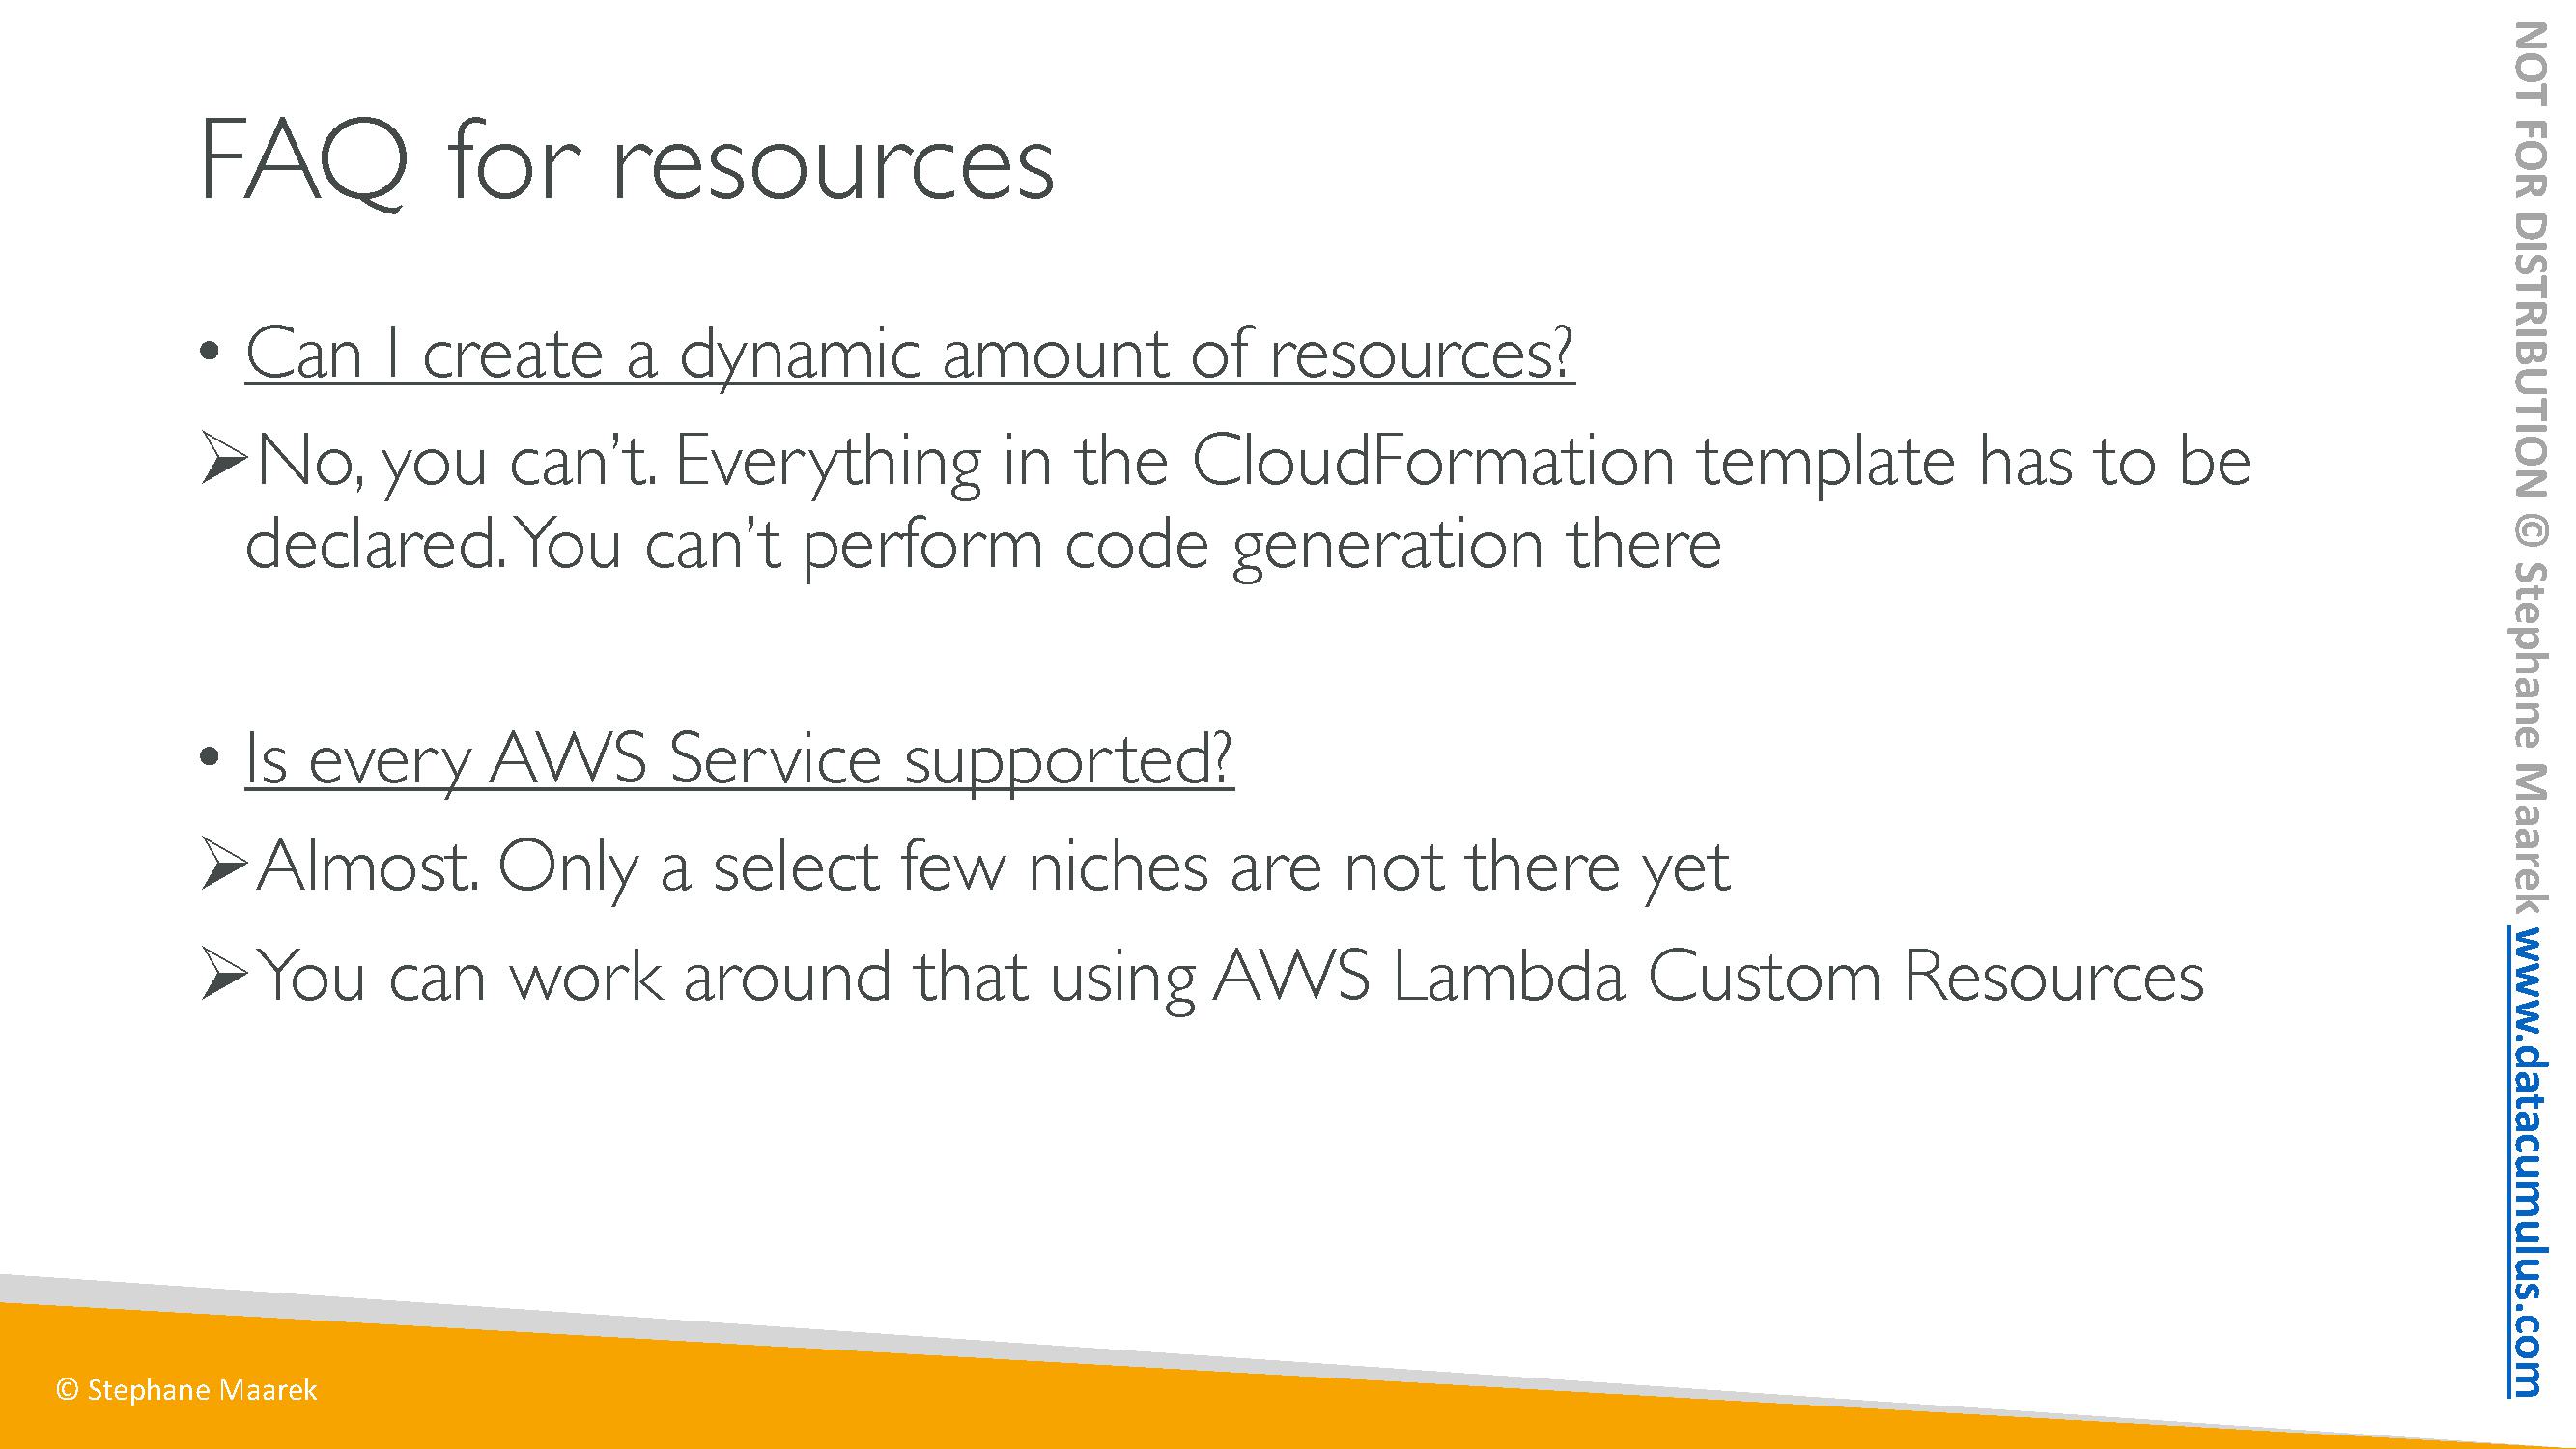 FAQ for resources
• Can I create a dynamic amount of resources?
➢No, you can’t. Everything in the CloudFormation template has to be
declared. You can’t perform code generation there
• Is every AWS Service supported?
➢Almost. Only a select few niches are not there yet
➢You can work around that using AWS Lambda Custom Resources
© Stephane Maarek
NOT FOR DISTRIBUTION © Stephane Maarek www.datacumulus.com